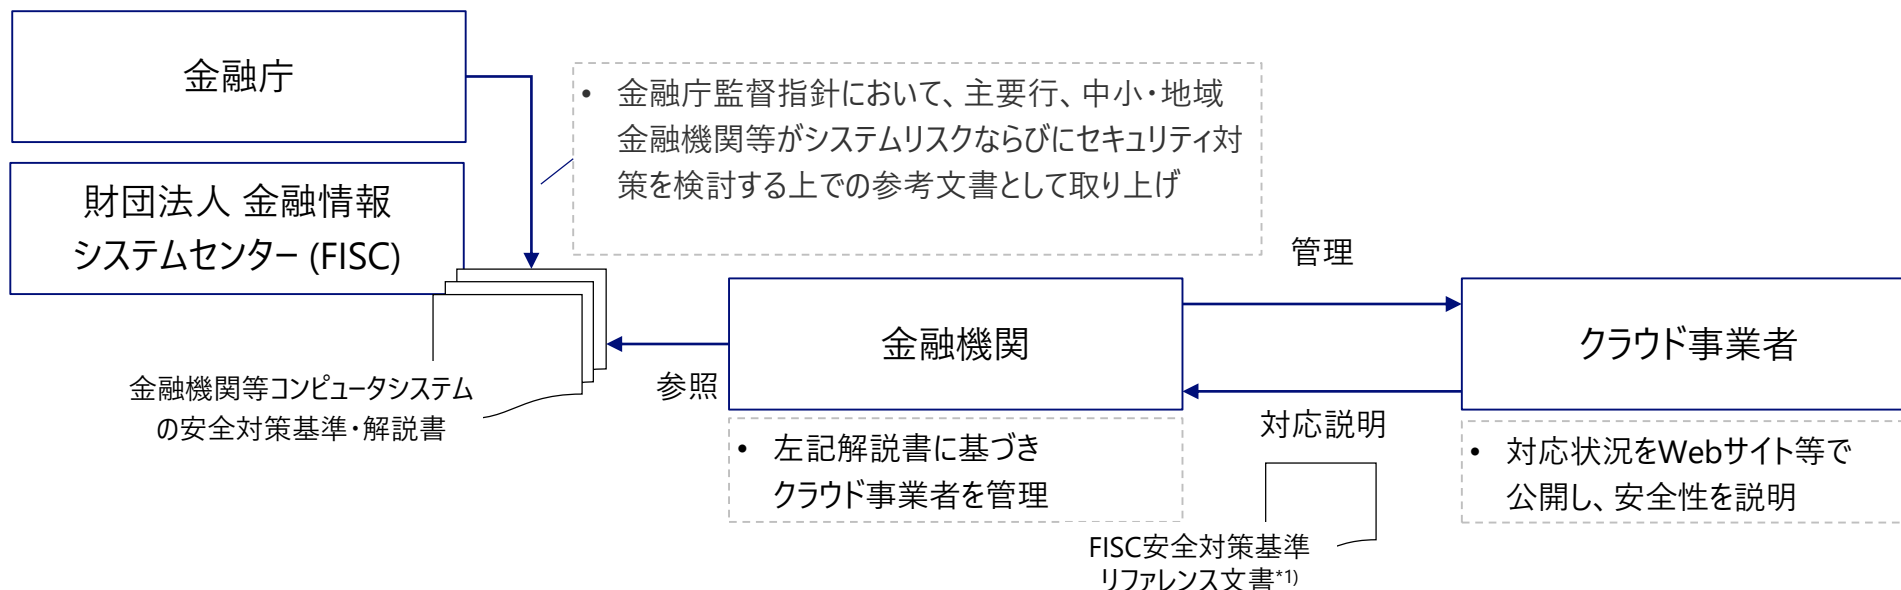 金融庁
• 金融庁監督指針において、主要行、中小・地域
金融機関等がシステムリスクならびにセキュリティ対
策を検討する上での参考文書として取り上げ
財団法人 金融情報
システムセンター (FISC)
管理
金融機関
クラウド事業者
参照
金融機関等コンピュータシステム
の安全対策基準・解説書
対応説明
• 左記解説書に基づき
クラウド事業者を管理
• 対応状況をWebサイト等で
公開し、安全性を説明
FISC安全対策基準
リファレンス文書*1)